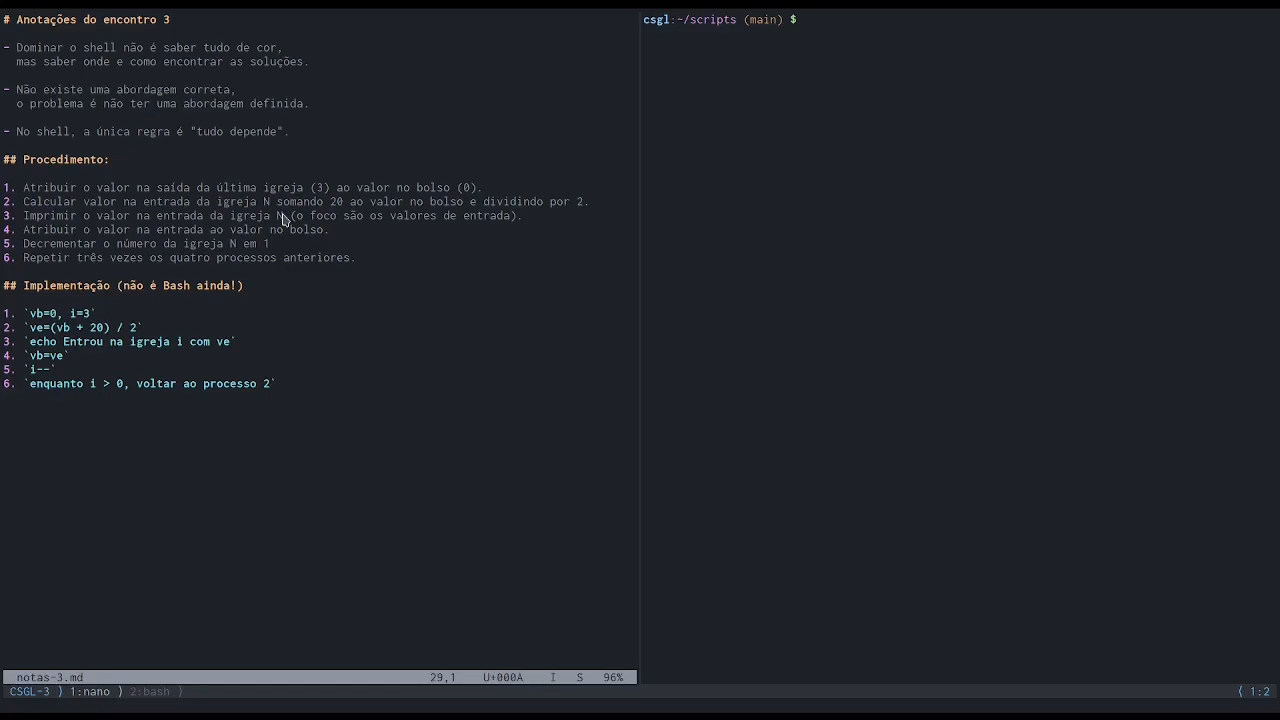 # Anotações do encontro 3
- Dominar o shell não é saber tudo de cor,
mas saber onde e como encontrar as soluções.
- Não existe uma abordagem correta,
o problema é não ter uma abordagem definida.
- No shell, a única regra é "tudo depende".
## Procedimento:
1. Atribuir o valor na saída da última igreja (3) ao valor no bolso (0).
2. Calcular valor na entrada da igreja N somando 20 ao valor no bolso e dividindo por 2.
3. Imprimir o valor na entrada da igreja N (o foco são os valores de entrada).
4. Atribuir o valor na entrada ao valor no bolso.
5. Decrementar o número da igreja N em 1
6. Repetir três vezes os quatro processos anteriores.
## Implementação (não é Bash ainda!)
1. `vb=0, i=3`
2. `ve=(vb + 20) / 2`
3. `echo Entrou na igreja i com ve`
4. `vb=ve`
5. `i--`
6. `enquanto i > 0, voltar ao processo 2`
notas-3.md 29,1 U+000A I S 96%
CSGL-3 ⟩ 1:nano ⟩ 2:bash ⟩ ⟨ 1:2
csgl:~/scripts (main) $